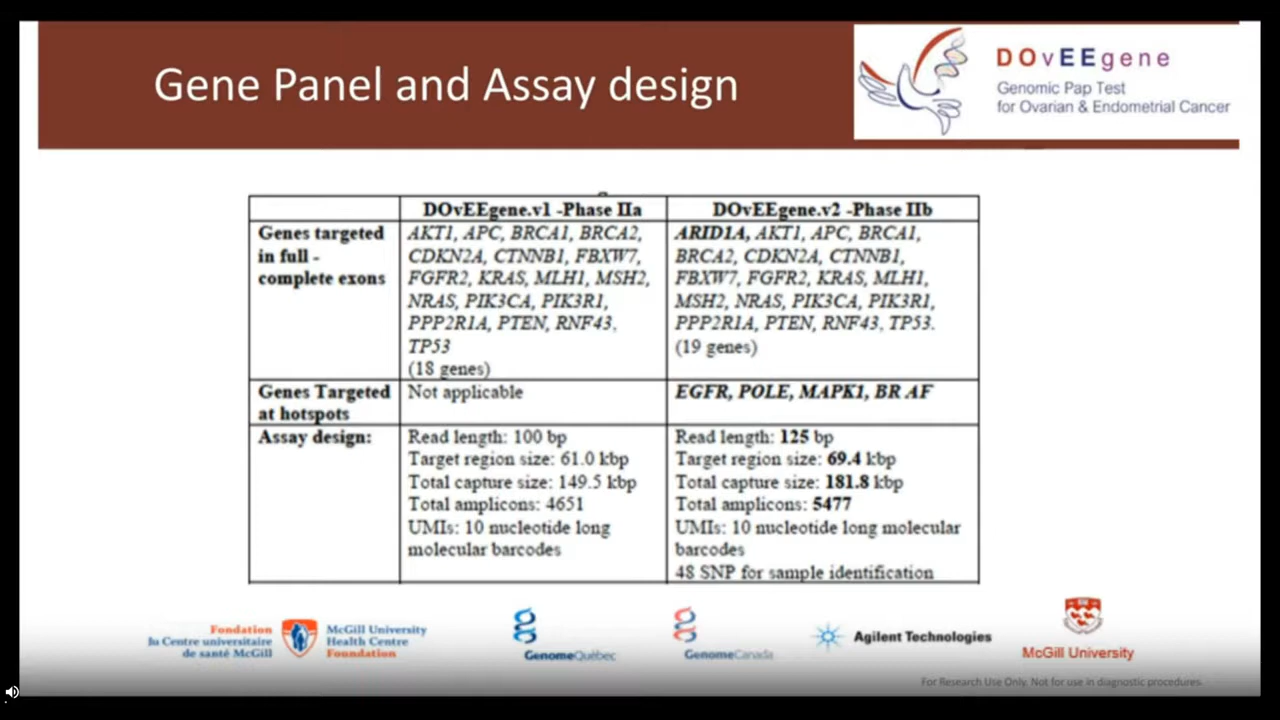 Gene Panel and Assay design
DOvEEgene
Genomic Pap Test
for Ovarian & Endometrial Cancer
DOvEEgene.v1 -Phase IIa
DOvEEgene.v2 -Phase IIb
Genes targeted
in full -
complete exons
AKT1, APC, BRCA1, BRCA2,
CDKN2A, CTNNB1, FBXW7,
FGFR2, KRAS, MLH1, MSH2,
NRAS, PIK3CA, PIK3R1,
PPP2R1A, PTEN, RNF43,
TP53
(18 genes)
ARID1A, AKT1, APC, BRCA1,
BRCA2, CDKN2A, CTNNB1,
FBXW7, FGFR2, KRAS, MLH1,
MSH2, NRAS, PIK3CA, PIK3R1,
PPP2R1A, PTEN, RNF43, TP53.
(19 genes)
Genes Targeted
at hotspots
Not applicable
EGFR, POLE, MAPK1, BR AF
Assay design:
Read length: 100 bp
Target region size: 61.0 kbp
Total capture size: 149.5 kbp
Total amplicons: 4651
UMIs: 10 nucleotide long
molecular barcodes
Read length: 125 bp
Target region size: 69.4 kbp
Total capture size: 181.8 kbp
Total amplicons: 5477
UMIs: 10 nucleotide long molecular
barcodes
48 SNP for sample identification
Fondation
lu Centre universitaire
de santé McGill
McGill University
Health Centre
Foundation
GenomeQuébec
GenomeCanada
Agilent Technologies
McGill University
For Research Use Only. Not for use in diagnostic procedures.